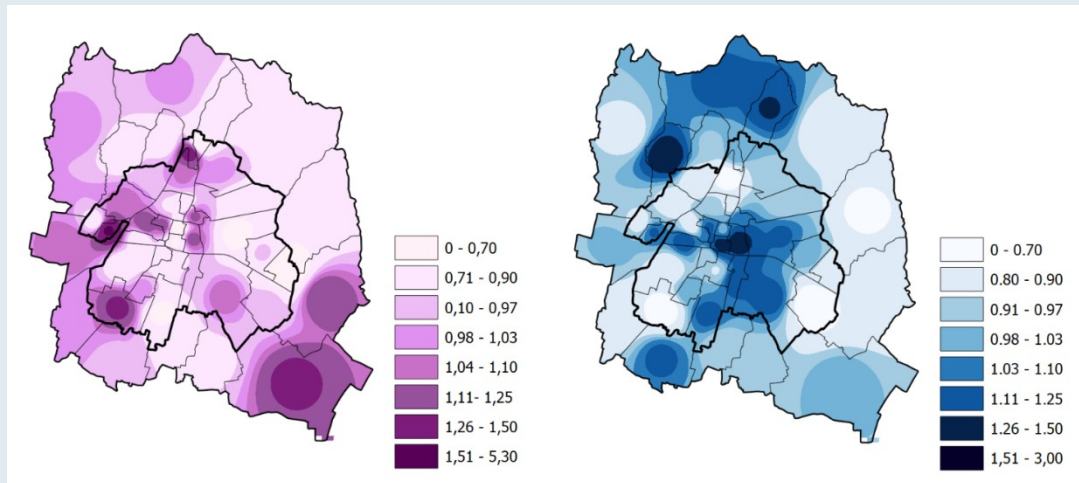 0 - 0,70
0,71 - 0,90
0,10 - 0,97
0,98 - 1,03
1,04 - 1,10
1,11- 1,25
1,26 - 1,50
1,51 - 5,30
0 - 0.70
0.80 - 0.90
0.91 - 0.97
0.98 - 1.03
1.03 - 1.10
1.11 - 1.25
1.26 - 1.50
1,51 - 3,00